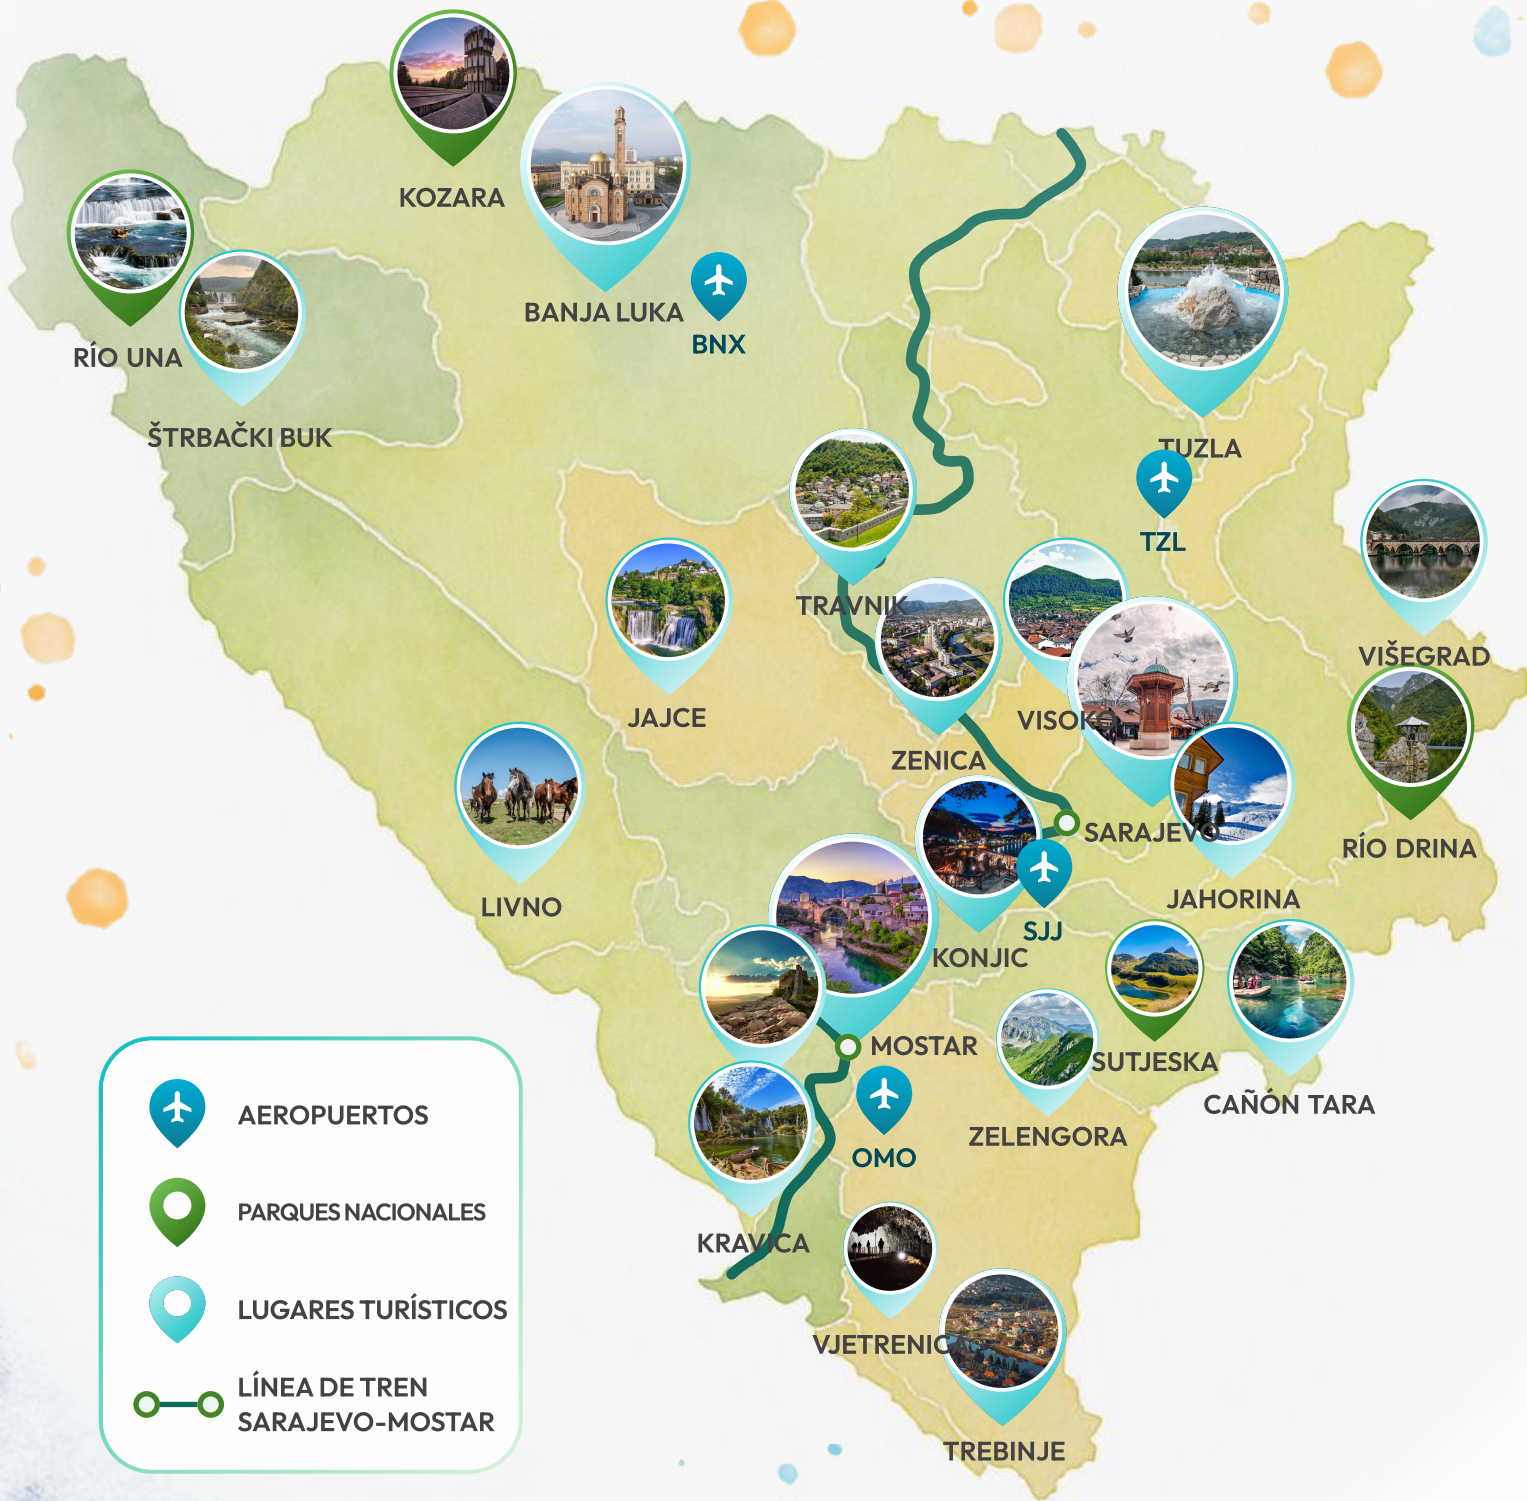 KOZARA
BANJA LUKA
BNX
RÍO UNA
ŠTRBAČKI BUK
TUZLA
TZL
TRAVNIK
JAJCE
ZENICA
VISOKO
VIŠEGRAD
SARAJEVO
RÍO DRINA
JAHORINA
LIVNO
SJJ
KONJIC
MOSTAR
SUTJESKA
CAÑÓN TARA
ZELENGORA
OMO
KRAVICA
VJETRENICA
TREBINJE
AEROPUERTOS
PARQUES NACIONALES
LUGARES TURÍSTICOS
LÍNEA DE TREN
SARAJEVO-MOSTAR